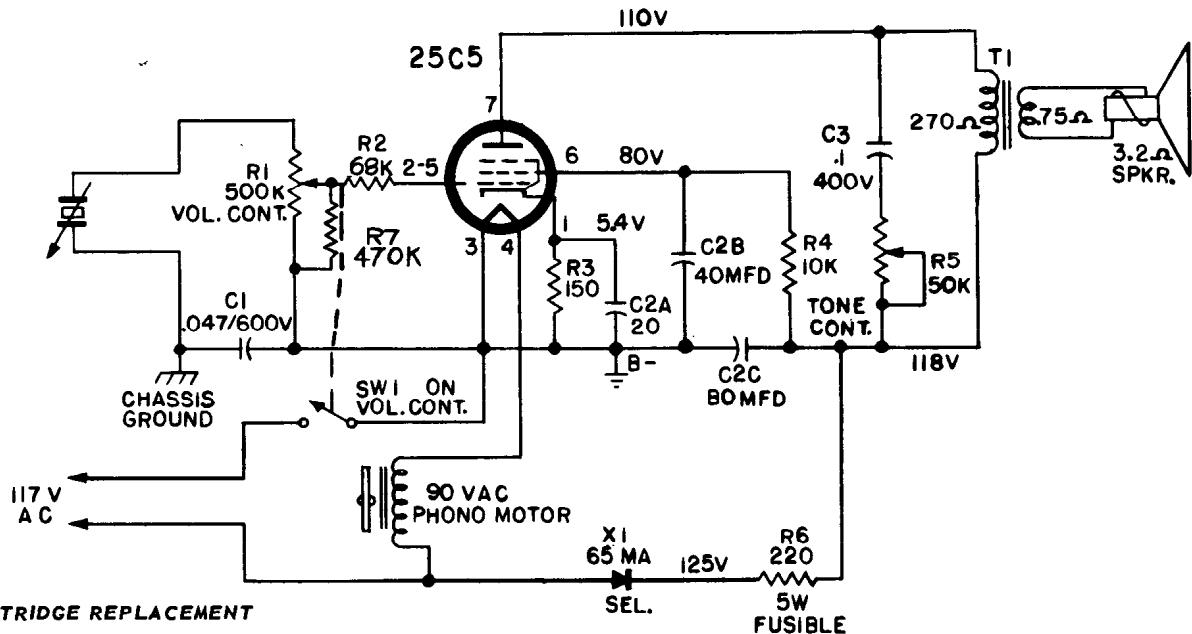 110V
25C5
T1
7
270Ω
.75Ω
C3
.1
400V
3.2Ω
SPKR.
R2
68K
2-5
6
80V
R1
500K
VOL. CONT.
R7
470K
3
4
1
5.4V
R3
150
C2A
20
C2B
40MFD
R4
10K
R5
50K
TONE
CONT.
C1
.047/600V
B-
C2C
80MFD
118V
CHASSIS
GROUND
SW1 ON
VOL. CONT.
117 V
AC
90 VAC
PHONO MOTOR
X1
65 MA
SEL.
125V
R6
220
5W
FUSIBLE
TRIDGE REPLACEMENT